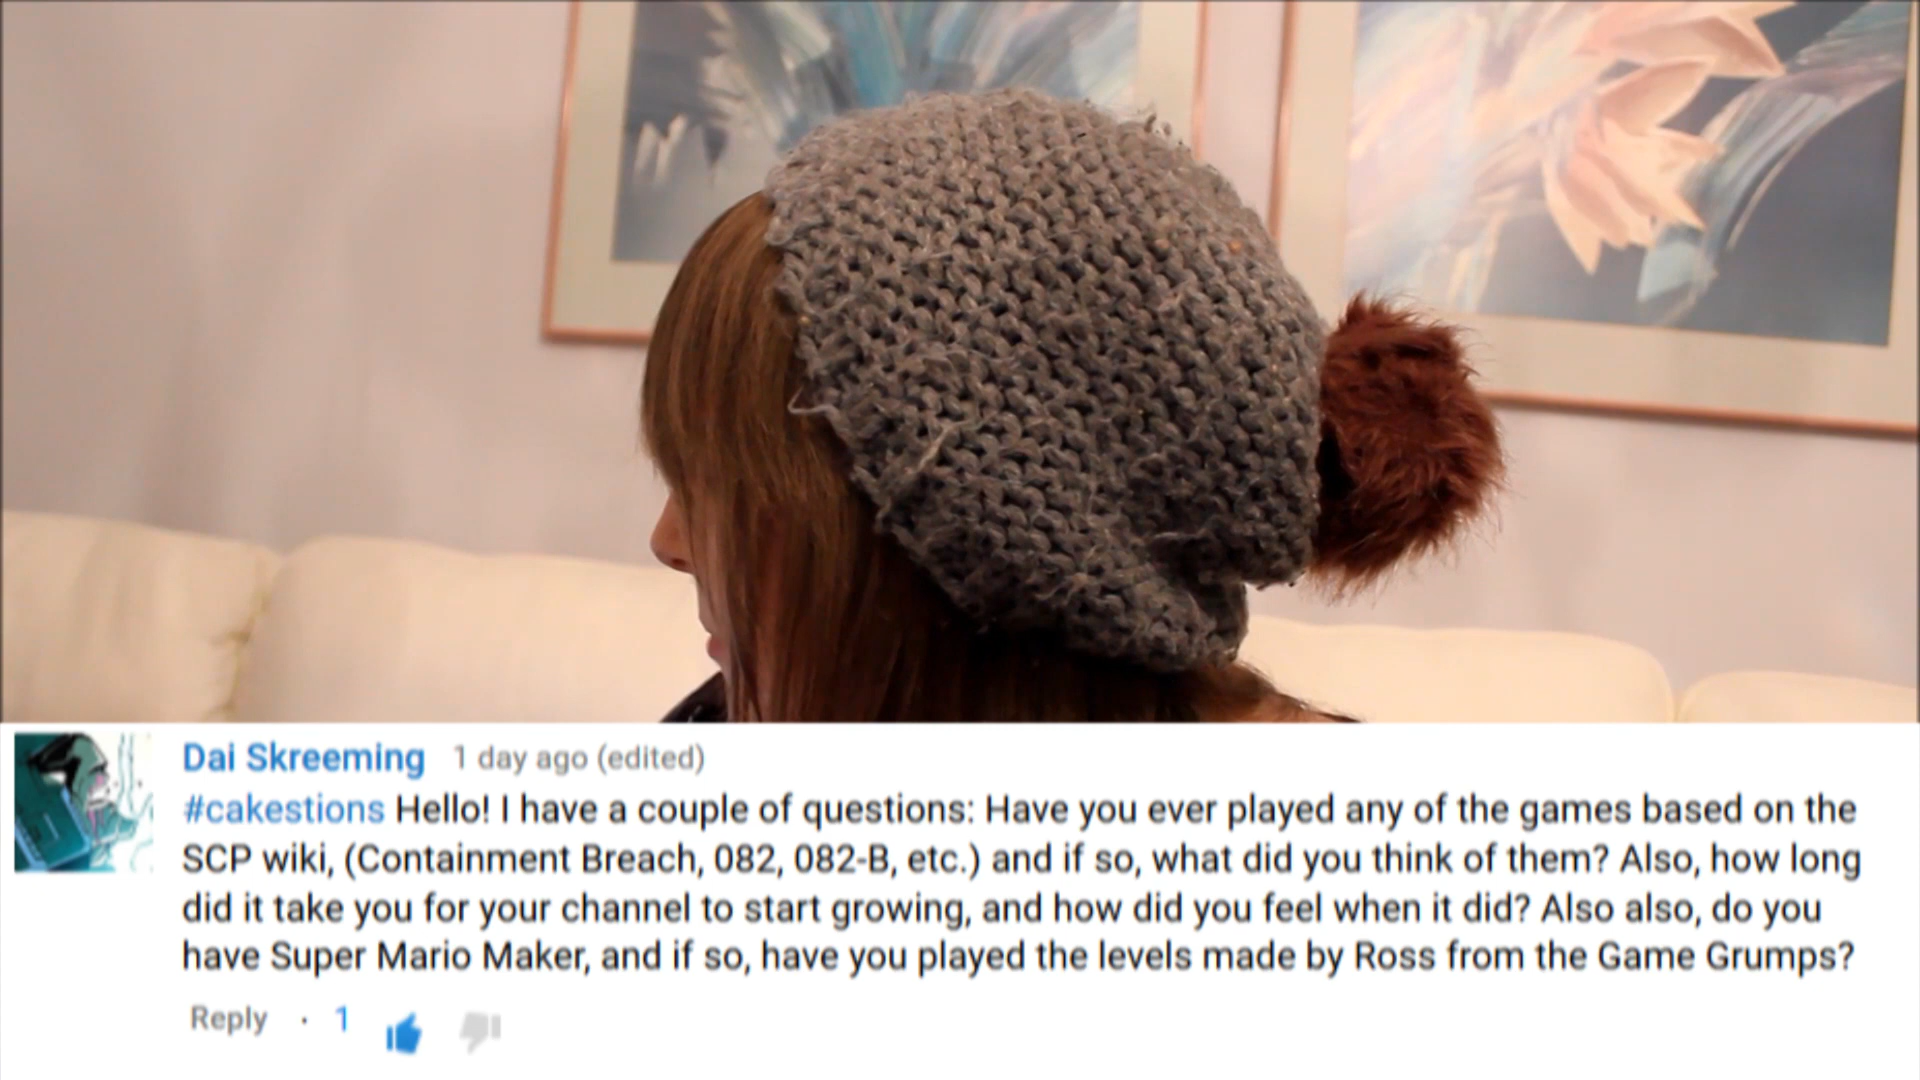 Dai Skreeming 1 day ago (edited)
#cakestions Hello! I have a couple of questions: Have you ever played any of the games based on the
SCP wiki, (Containment Breach, 082, 082-B, etc.) and if so, what did you think of them? Also, how long
did it take you for your channel to start growing, and how did you feel when it did? Also also, do you
have Super Mario Maker, and if so, have you played the levels made by Ross from the Game Grumps?
Reply · 1